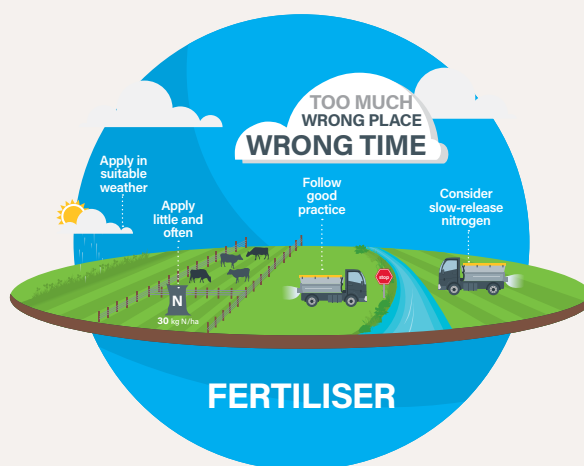 TOO MUCH
WRONG PLACE
WRONG TIME
Apply in
suitable
weather
Apply
little and
often
Follow
good
practice
Consider
slow-release
nitrogen
stop
N
30 kg N/ha
FERTILISER